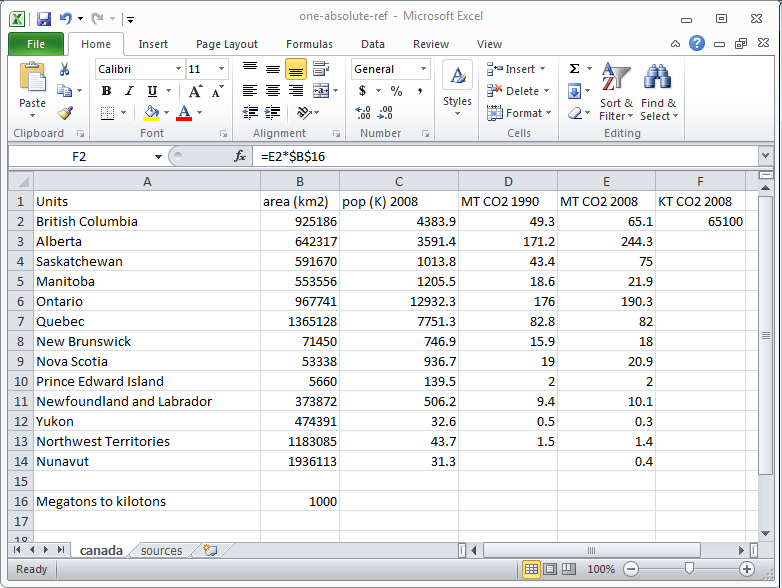 one-absolute-ref - Microsoft Excel
File Home Insert Page Layout Formulas Data Review View
Paste Calibri 11 General $ % , Styles Insert Delete Format Σ Sort & Filter Find & Select
B I U A A A
Clipboard Font Alignment Number Cells Editing
F2 fx =E2*$B$16
A B C D E F
1 Units area (km2) pop (K) 2008 MT CO2 1990 MT CO2 2008 KT CO2 2008
2 British Columbia 925186 4383.9 49.3 65.1 65100
3 Alberta 642317 3591.4 171.2 244.3
4 Saskatchewan 591670 1013.8 43.4 75
5 Manitoba 553556 1205.5 18.6 21.9
6 Ontario 967741 12932.3 176 190.3
7 Quebec 1365128 7751.3 82.8 82
8 New Brunswick 71450 746.9 15.9 18
9 Nova Scotia 53338 936.7 19 20.9
10 Prince Edward Island 5660 139.5 2 2
11 Newfoundland and Labrador 373872 506.2 9.4 10.1
12 Yukon 474391 32.6 0.5 0.3
13 Northwest Territories 1183085 43.7 1.5 1.4
14 Nunavut 1936113 31.3 0.4
15
16 Megatons to kilotons 1000
17
18
canada sources
Ready 100%